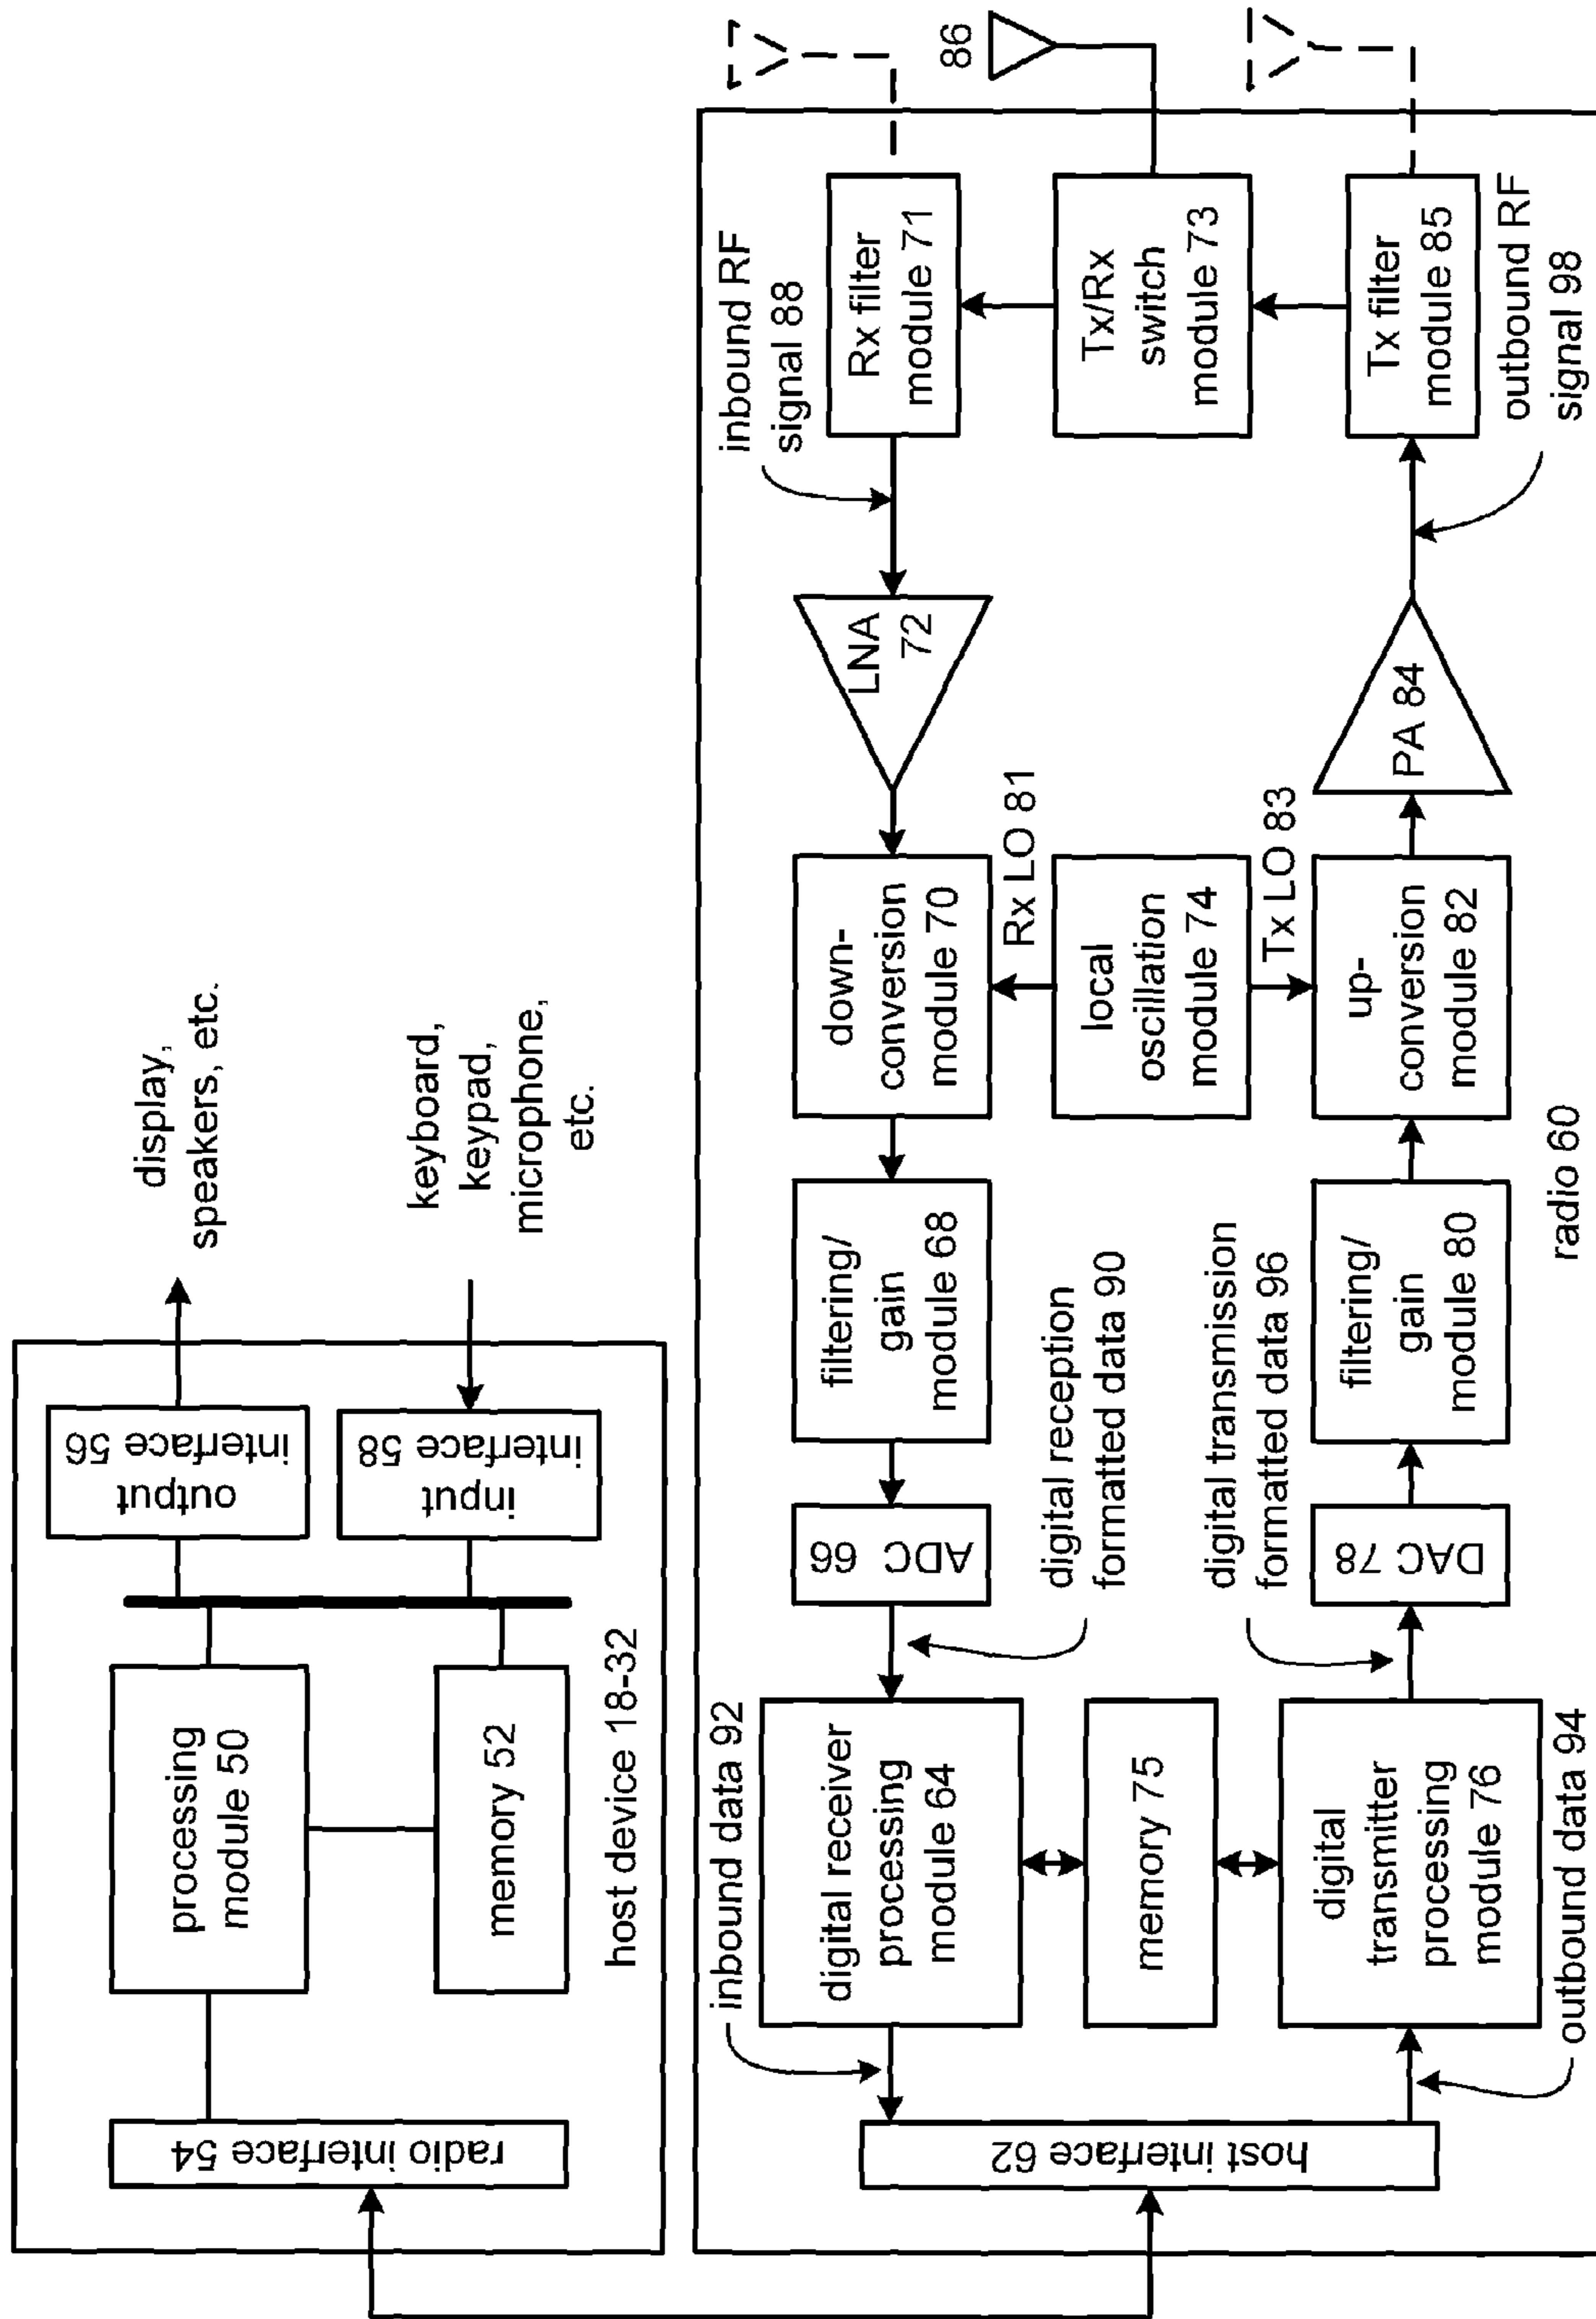 radio interface 54
processing
module 50
memory 52
output
interface 56
input
interface 58
display,
speakers, etc.
keyboard,
keypad,
microphone,
etc.
host device 18-32
host interface 62
inbound data 92
digital receiver
processing
module 64
memory 75
digital
transmitter
processing
module 76
outbound data 94
ADC 66
digital reception
formatted data 90
digital transmission
formatted data 96
DAC 78
filtering/
gain
module 68
filtering/
gain
module 80
down-
conversion
module 70
Rx LO 81
local
oscillation
module 74
Tx LO 83
up-
conversion
module 82
radio 60
LNA
72
PA 84
inbound RF
signal 88
Rx filter
module 71
Tx/Rx
switch
module 73
Tx filter
module 85
outbound RF
signal 98
86